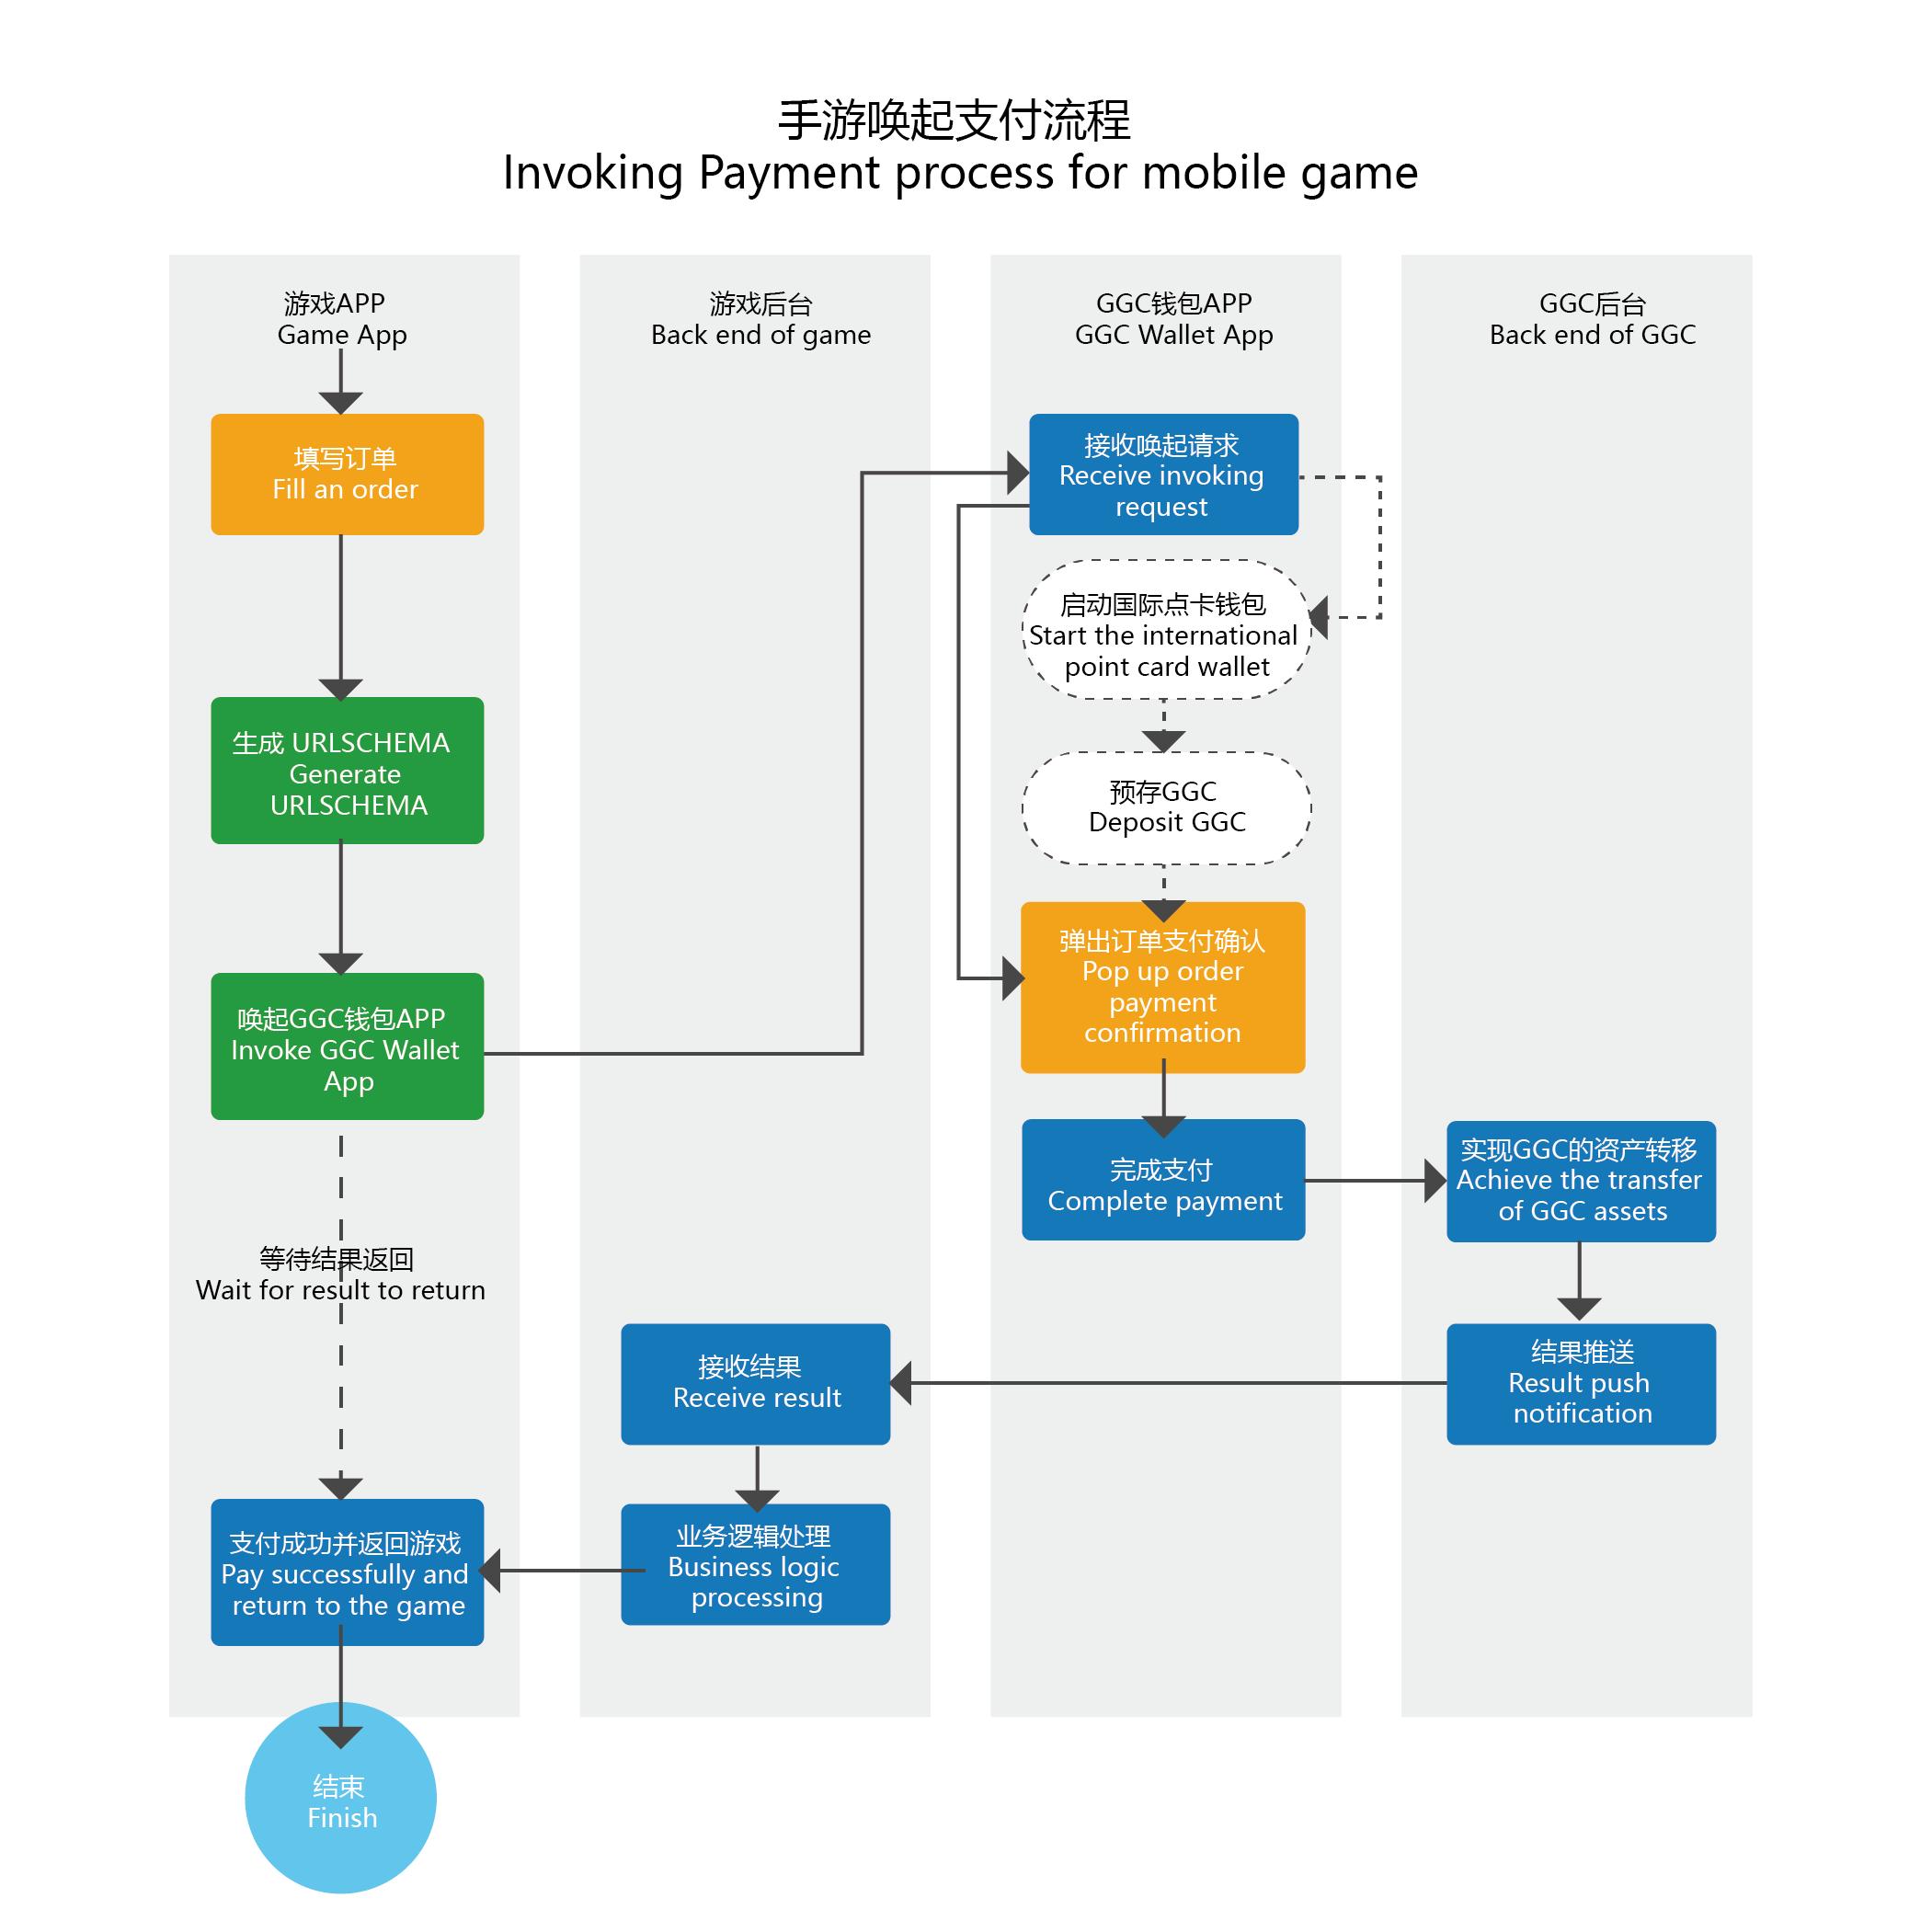 手游唤起支付流程
Invoking Payment process for mobile game
游戏APP
Game App
游戏后台
Back end of game
GGC钱包APP
GGC Wallet App
GGC后台
Back end of GGC
填写订单
Fill an order
生成 URLSCHEMA
Generate
URLSCHEMA
唤起GGC钱包APP
Invoke GGC Wallet
App
等待结果返回
Wait for result to return
支付成功并返回游戏
Pay successfully and
return to the game
结束
Finish
接收结果
Receive result
业务逻辑处理
Business logic
processing
接收唤起请求
Receive invoking
request
启动国际点卡钱包
Start the international
point card wallet
预存GGC
Deposit GGC
弹出订单支付确认
Pop up order
payment
confirmation
完成支付
Complete payment
实现GGC的资产转移
Achieve the transfer
of GGC assets
结果推送
Result push
notification